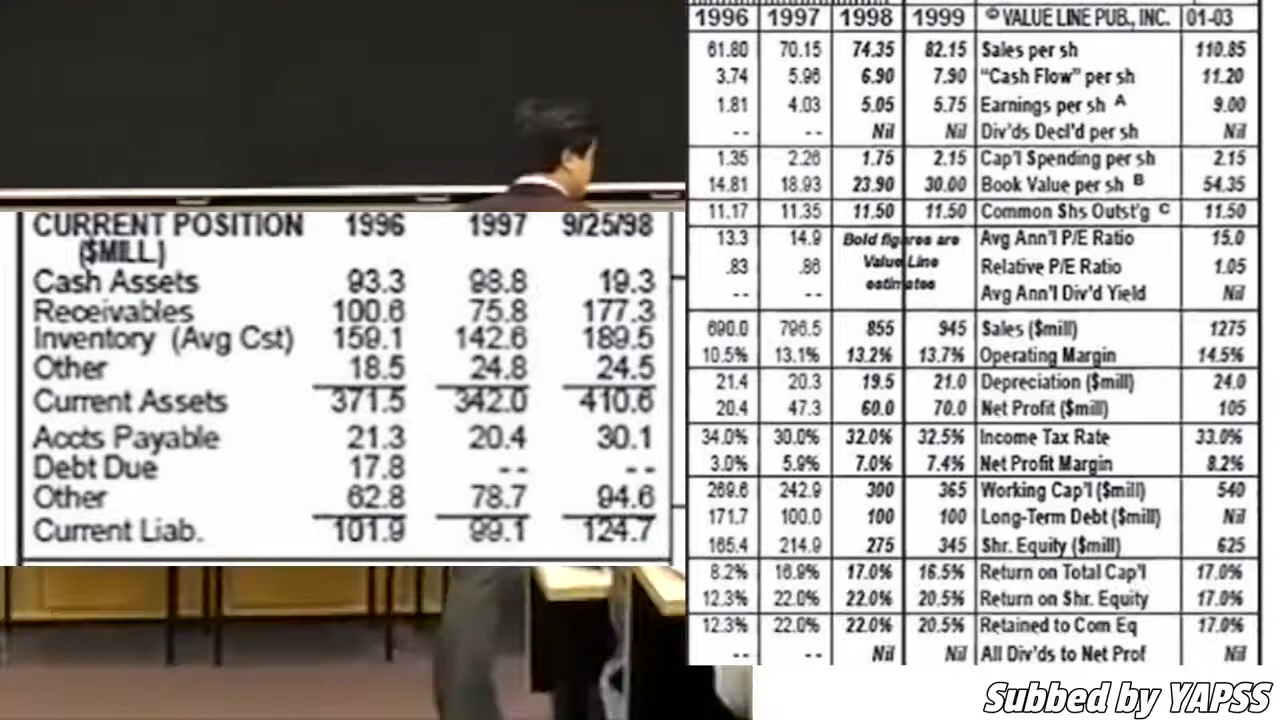 CURRENT POSITION 1996 1997 9/25/98
($MILL.)
Cash Assets 93.3 98.8 19.3
Receivables 100.6 75.8 177.3
Inventory (Avg Cst) 159.1 142.6 189.5
Other 18.5 24.8 24.5
Current Assets 371.5 342.0 410.6
Accts Payable 21.3 20.4 30.1
Debt Due 17.8 -- --
Other 62.8 78.7 94.6
Current Liab. 101.9 99.1 124.7
1996 1997 1998 1999 © VALUE LINE PUB., INC. 01-03
61.80 70.15 74.35 82.15 Sales per sh 110.85
3.74 5.96 6.90 7.90 "Cash Flow" per sh 11.20
1.81 4.03 5.05 5.75 Earnings per sh A 9.00
-- -- Nil Nil Div'ds Decl'd per sh Nil
1.35 2.26 1.75 2.15 Cap'l Spending per sh 2.15
14.81 18.93 23.90 30.00 Book Value per sh B 54.35
11.17 11.35 11.50 11.50 Common Shs Outst'g C 11.50
13.3 14.9 Bold figures are Avg Ann'l P/E Ratio 15.0
.83 .86 Value Line Relative P/E Ratio 1.05
-- -- estimates Avg Ann'l Div'd Yield Nil
690.0 796.5 855 945 Sales ($mill) 1275
10.5% 13.1% 13.2% 13.7% Operating Margin 14.5%
21.4 20.3 19.5 21.0 Depreciation ($mill) 24.0
20.4 47.3 60.0 70.0 Net Profit ($mill) 105
34.0% 30.0% 32.0% 32.5% Income Tax Rate 33.0%
3.0% 5.9% 7.0% 7.4% Net Profit Margin 8.2%
269.6 242.9 300 365 Working Cap'l ($mill) 540
171.7 100.0 100 100 Long-Term Debt ($mill) Nil
165.4 214.9 275 345 Shr. Equity ($mill) 625
8.2% 16.9% 17.0% 16.5% Return on Total Cap'l 17.0%
12.3% 22.0% 22.0% 20.5% Return on Shr. Equity 17.0%
12.3% 22.0% 22.0% 20.5% Retained to Com Eq 17.0%
-- -- Nil Nil All Div'ds to Net Prof Nil
Subbed by YAPSS